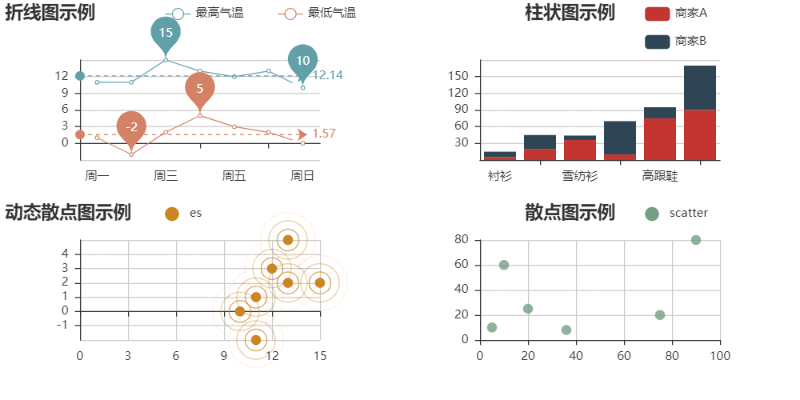 折线图示例
最高气温
最低气温
15
10
5
-2
12.14
1.57
12
9
6
3
0
周一
周三
周五
周日
柱状图示例
商家A
商家B
150
120
90
60
30
衬衫
雪纺衫
高跟鞋
动态散点图示例
es
4
3
2
1
0
-1
0
3
6
9
12
15
散点图示例
scatter
80
60
40
20
0
0
20
40
60
80
100